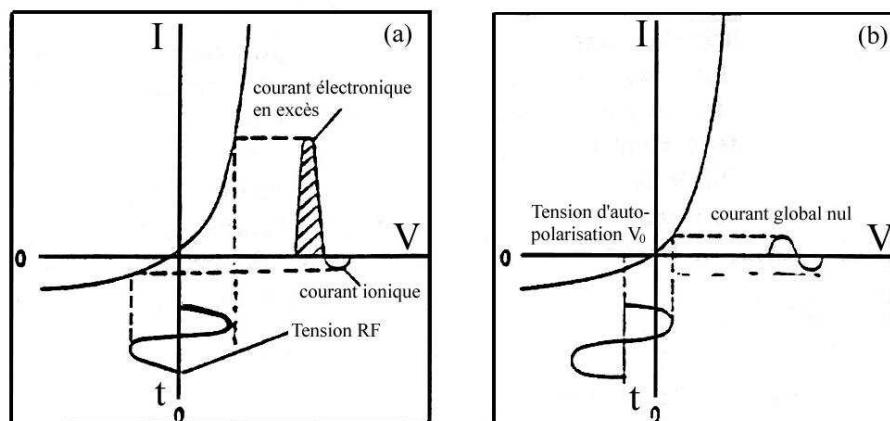 I
(a)
courant électronique
en excès
V
0
courant ionique
Tension RF
t
0
I
(b)
Tension d'auto-
polarisation V₀
courant global nul
V
0
t
0